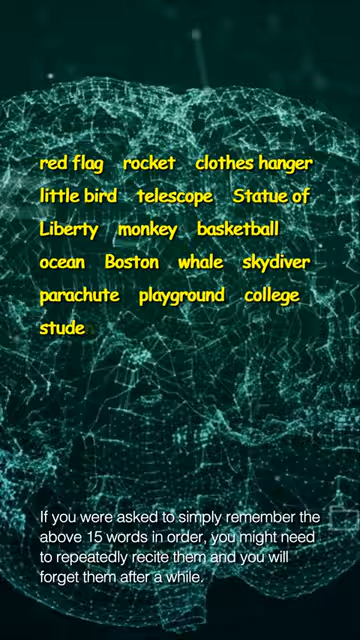 red flag rocket clothes hanger
little bird telescope Statue of
Liberty monkey basketball
ocean Boston whale skydiver
parachute playground college
stude
If you were asked to simply remember the
above 15 words in order, you might need
to repeatedly recite them and you will
forget them after a while.